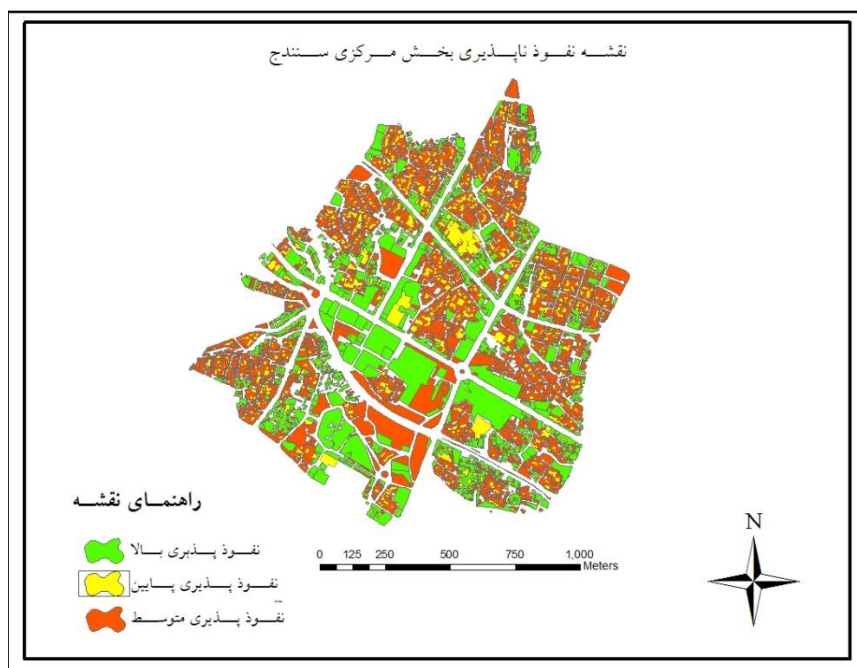 نقشه نفوذ ناپذیری بخش مرکزی سنندج
راهنمای نقشه
نفوذ پذیری بالا
نفوذ پذیری پایین
نفوذ پذیری متوسط
0 125 250 500 750 1,000
Meters
N